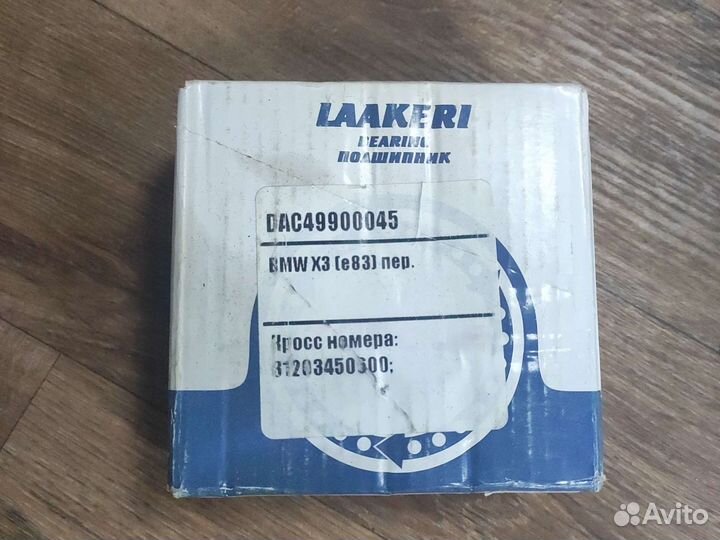 LAAKERI
BEARING
ПОДШИПНИК
DAC49900045
BMW X3 (e83) пер.
Кросс номера:
31203450600;
Avito